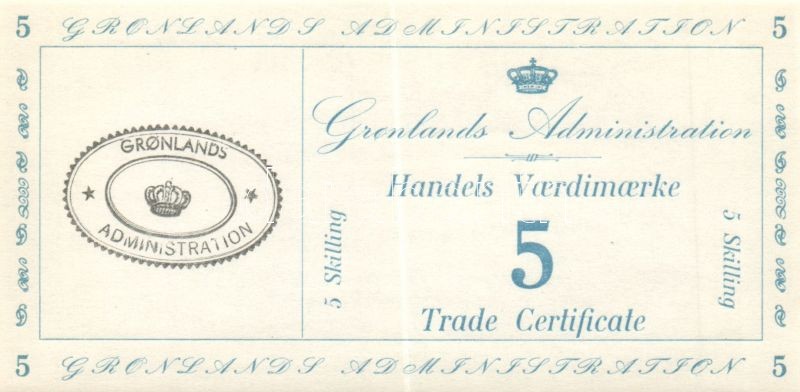 5 GRØNLANDS ADMINISTRATION 5
GRØNLANDS
ADMINISTRATION
Grønlands Administration
Handels Værdimærke
5
5 Skilling
5 Skilling
Trade Certificate
5 GRØNLANDS ADMINISTRATION 5